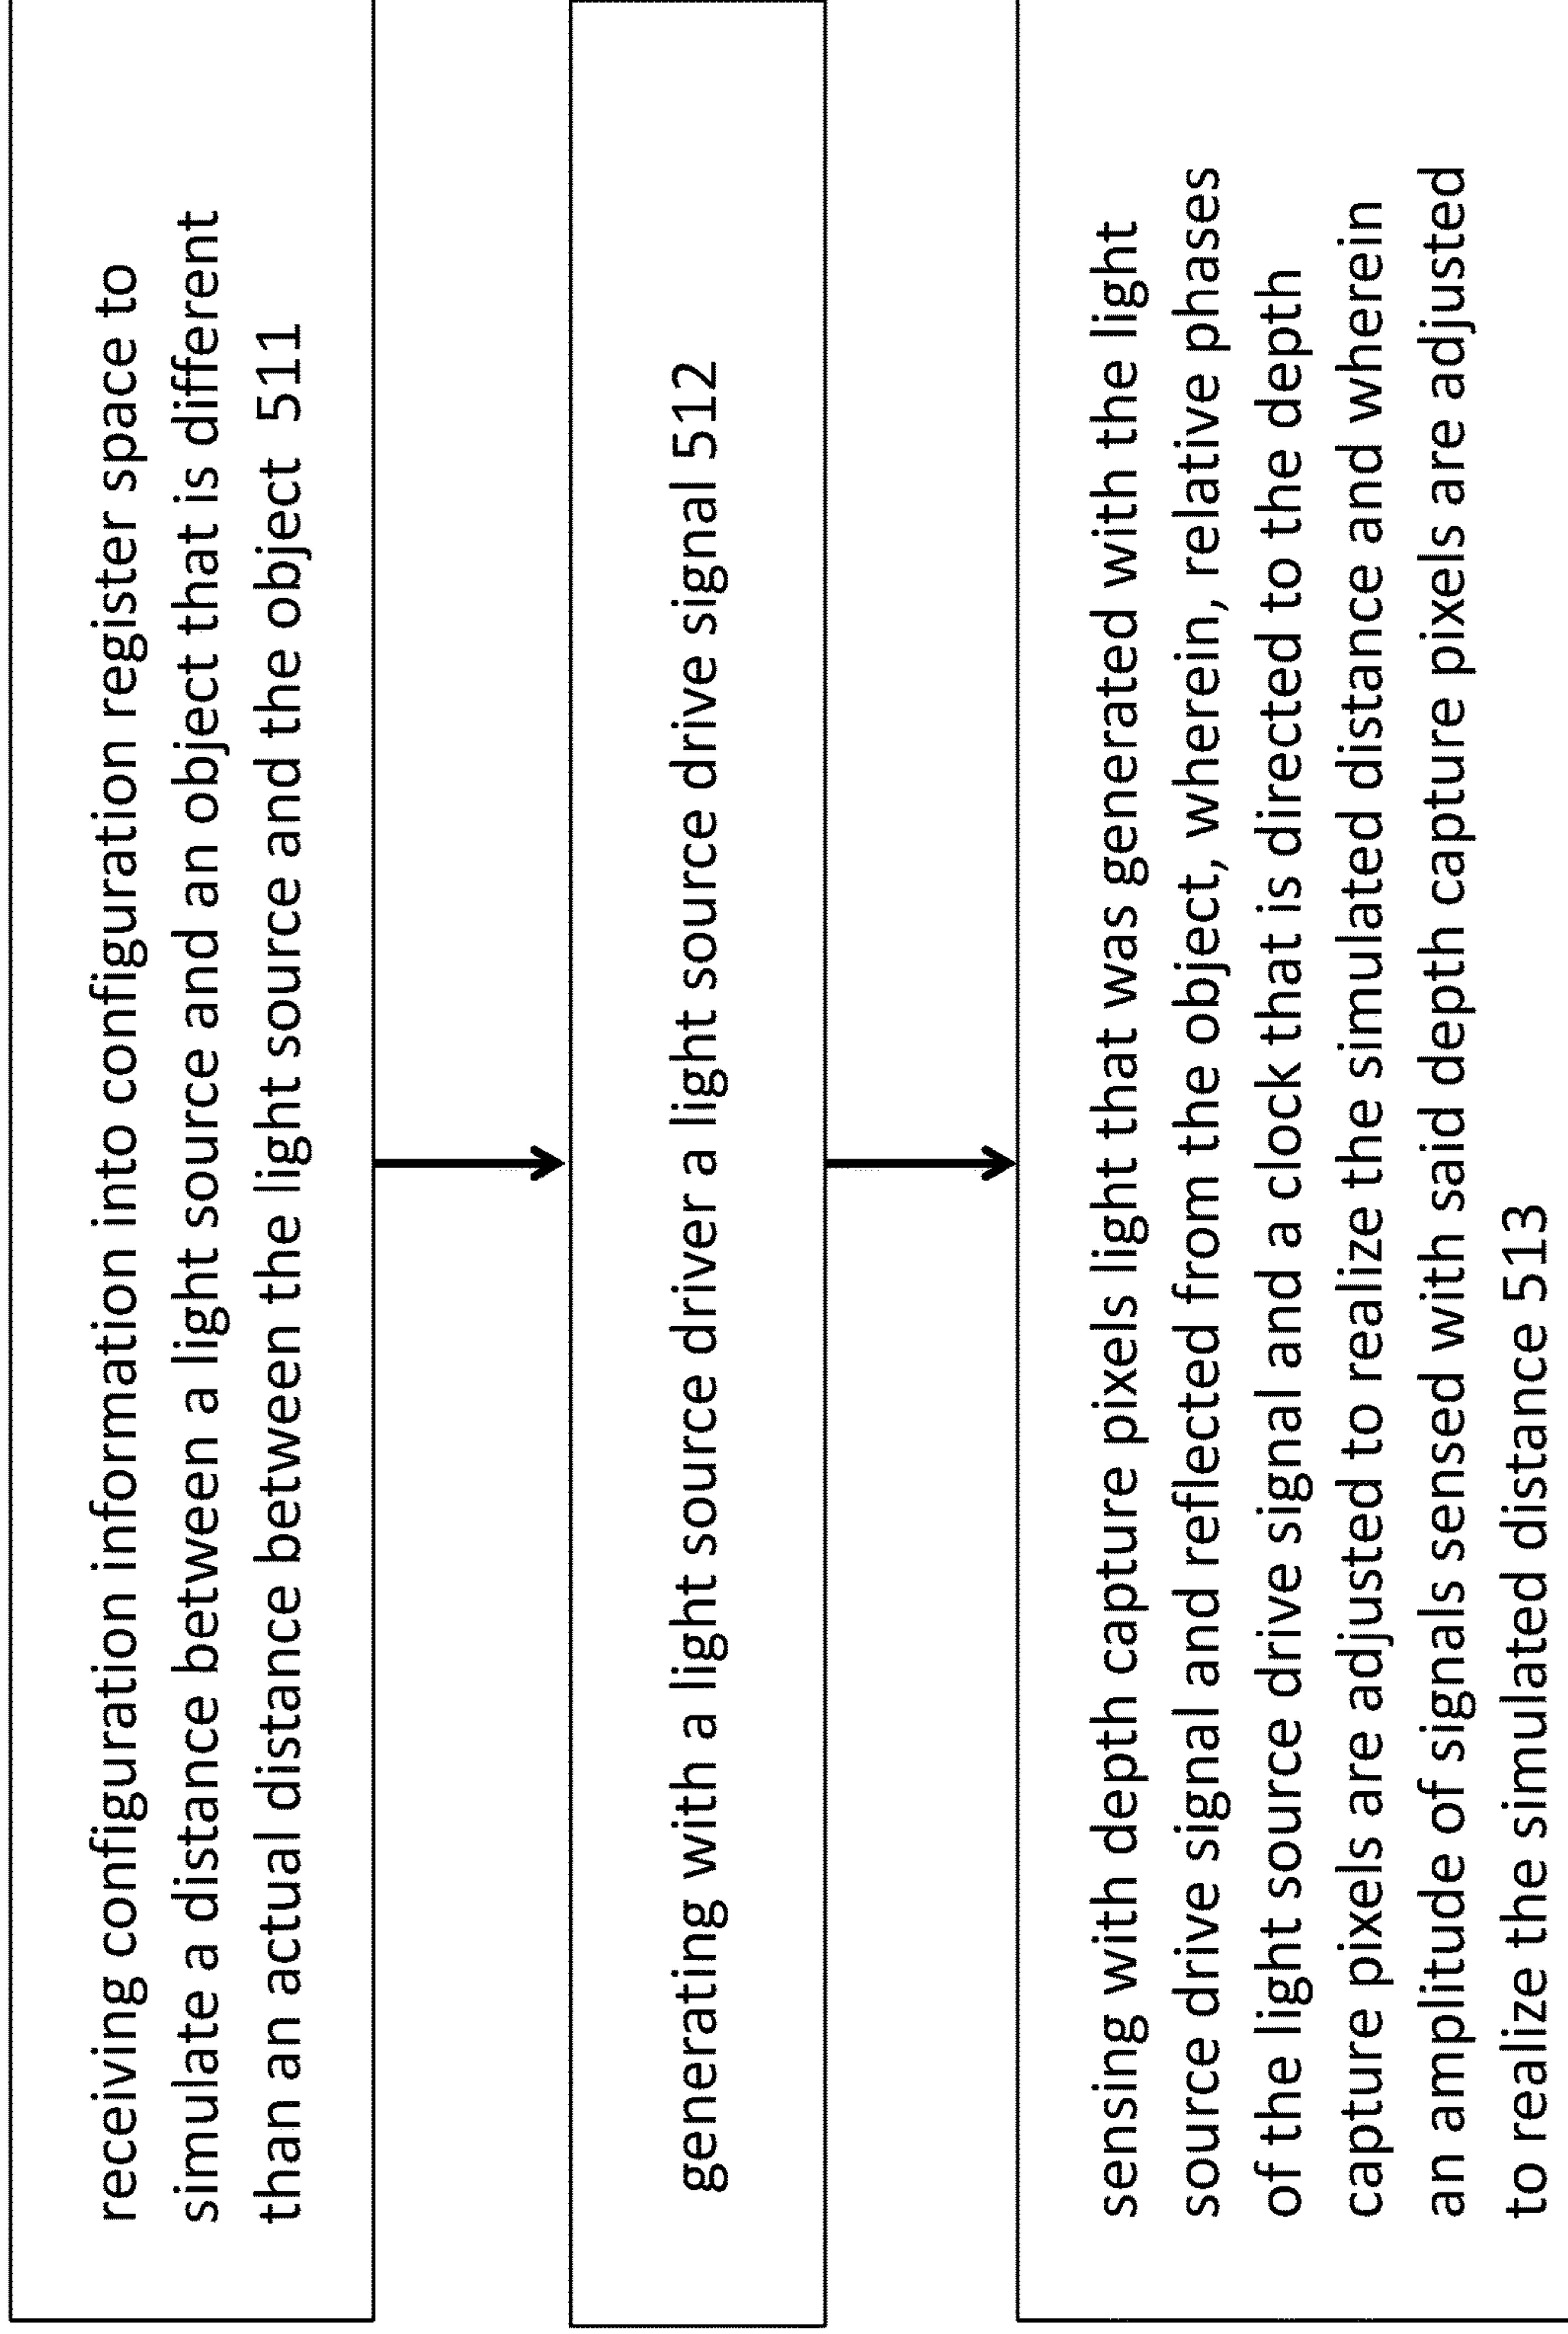 receiving configuration information into configuration register space to
simulate a distance between a light source and an object that is different
than an actual distance between the light source and the object 511
generating with a light source driver a light source drive signal 512
sensing with depth capture pixels light that was generated with the light
source drive signal and reflected from the object, wherein, relative phases
of the light source drive signal and a clock that is directed to the depth
capture pixels are adjusted to realize the simulated distance and wherein
an amplitude of signals sensed with said depth capture pixels are adjusted
to realize the simulated distance 513